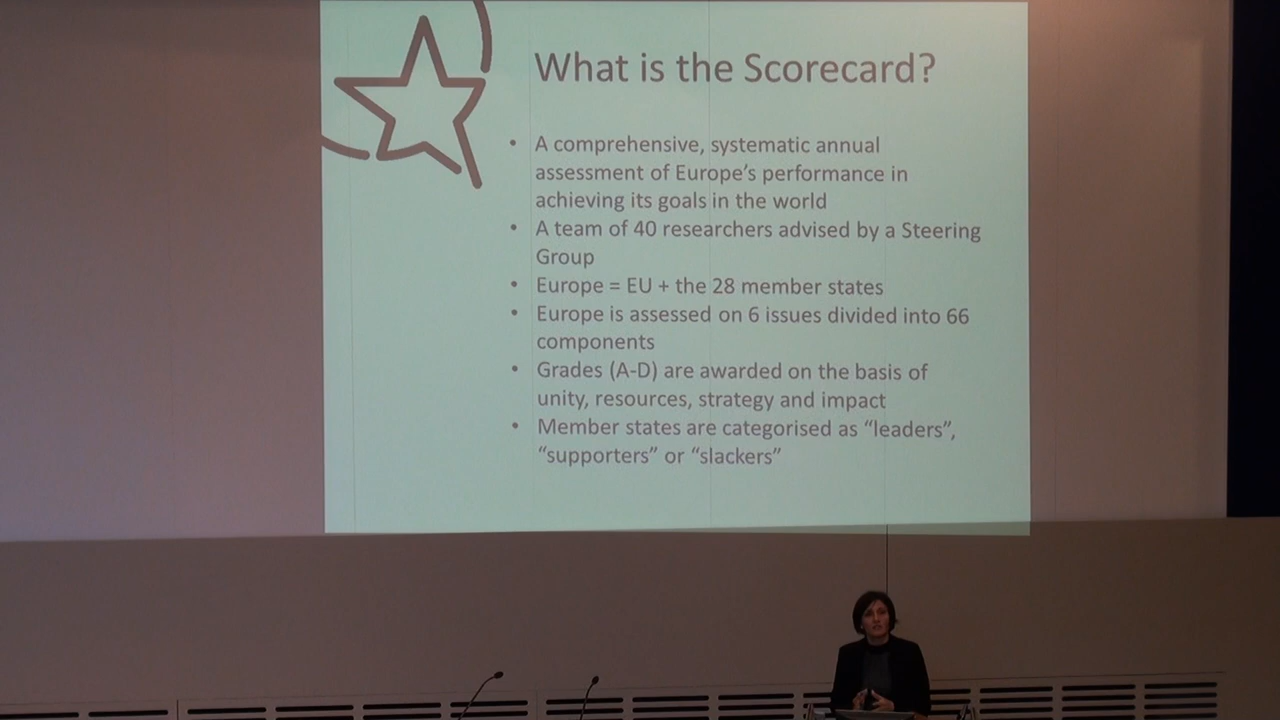 What is the Scorecard?
• A comprehensive, systematic annual
assessment of Europe's performance in
achieving its goals in the world
• A team of 40 researchers advised by a Steering
Group
• Europe = EU + the 28 member states
• Europe is assessed on 6 issues divided into 66
components
• Grades (A-D) are awarded on the basis of
unity, resources, strategy and impact
• Member states are categorised as “leaders”,
“supporters” or “slackers”